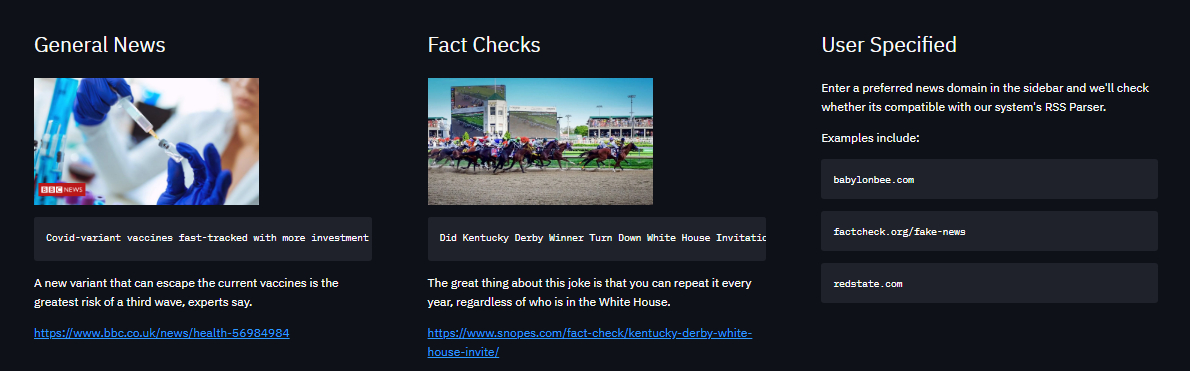 General News
BBC NEWS
Covid-variant vaccines fast-tracked with more investment
A new variant that can escape the current vaccines is the
greatest risk of a third wave, experts say.
https://www.bbc.co.uk/news/health-56984984
Fact Checks
Did Kentucky Derby Winner Turn Down White House Invitatio
The great thing about this joke is that you can repeat it every
year, regardless of who is in the White House.
https://www.snopes.com/fact-check/kentucky-derby-white-
house-invite/
User Specified
Enter a preferred news domain in the sidebar and we'll check
whether its compatible with our system's RSS Parser.
Examples include:
babylonbee.com
factcheck.org/fake-news
redstate.com